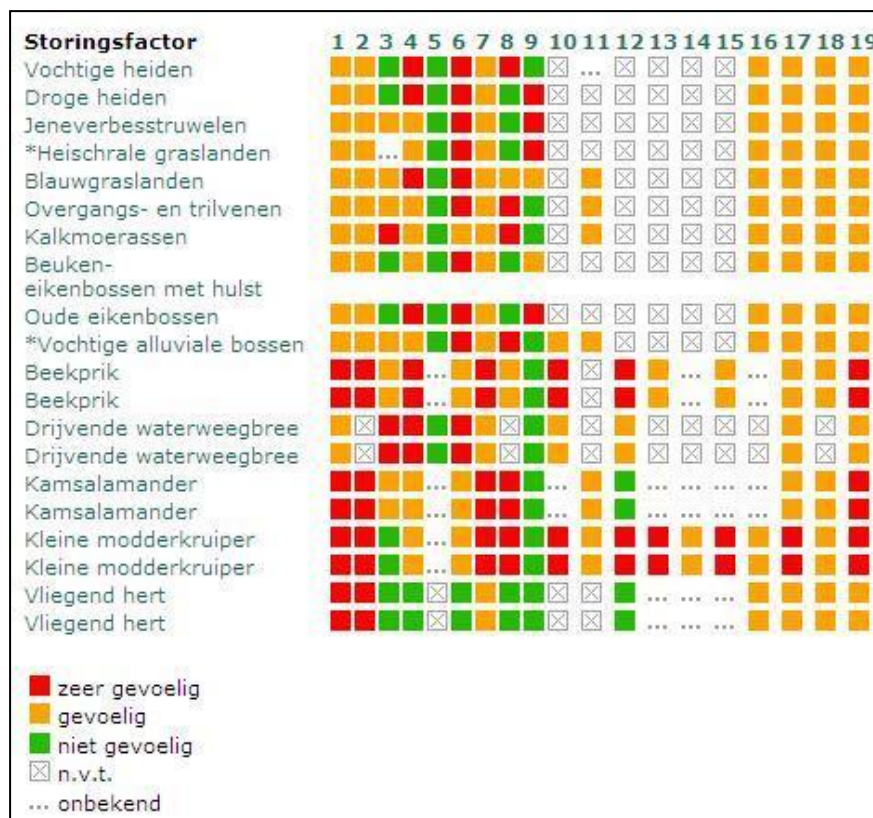 Storingsfactor 1 2 3 4 5 6 7 8 9 10 11 12 13 14 15 16 17 18 19
Vochtige heiden ...
Droge heiden
Jeneverbesstruwelen
*Heischrale graslanden ...
Blauwgraslanden
Overgangs- en trilvenen
Kalkmoerassen
Beuken-
eikenbossen met hulst
Oude eikenbossen
*Vochtige alluviale bossen
Beekprik ... ... ...
Beekprik ... ... ...
Drijvende waterweegbree
Drijvende waterweegbree
Kamsalamander ... ... ... ... ... ...
Kamsalamander ... ... ... ... ... ...
Kleine modderkruiper ...
Kleine modderkruiper ...
Vliegend hert ... ... ...
Vliegend hert ... ... ...
zeer gevoelig
gevoelig
niet gevoelig
n.v.t.
... onbekend